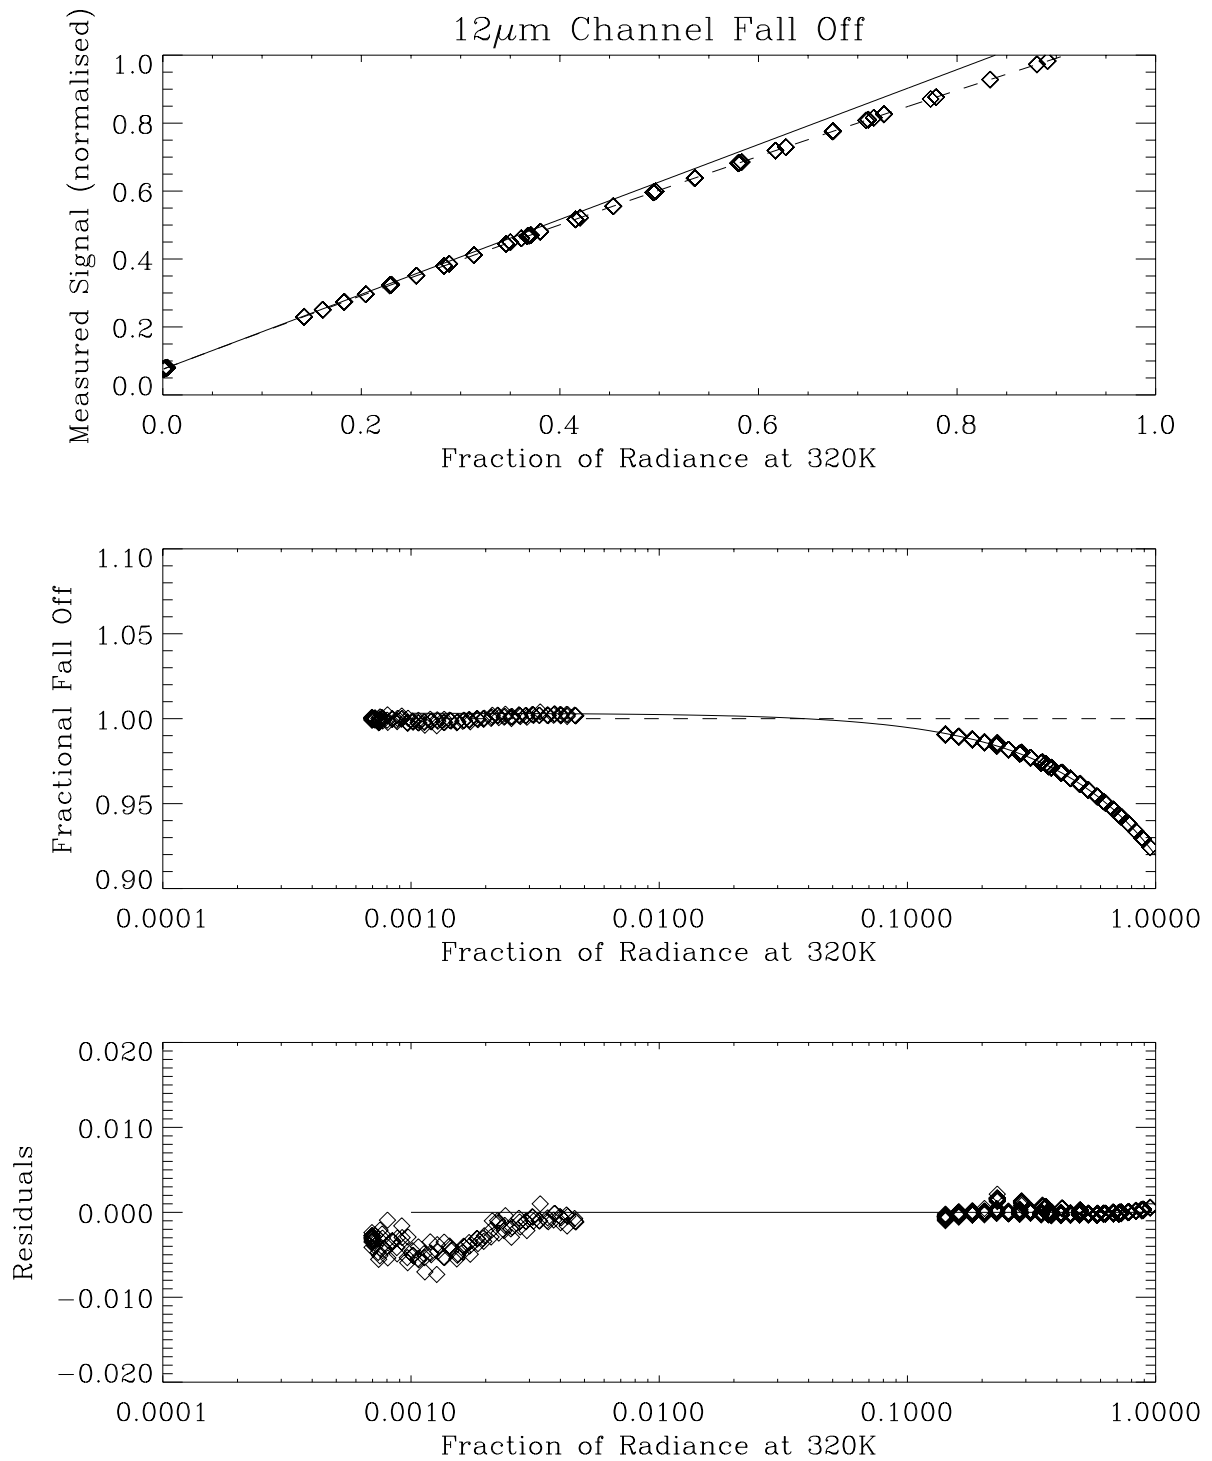 12μm Channel Fall Off
Measured Signal (normalised)
1.0
0.8
0.6
0.4
0.2
0.0
0.0 0.2 0.4 0.6 0.8 1.0
Fraction of Radiance at 320K
Fractional Fall Off
1.10
1.05
1.00
0.95
0.90
0.0001 0.0010 0.0100 0.1000 1.0000
Fraction of Radiance at 320K
Residuals
0.020
0.010
0.000
−0.010
−0.020
0.0001 0.0010 0.0100 0.1000 1.0000
Fraction of Radiance at 320K